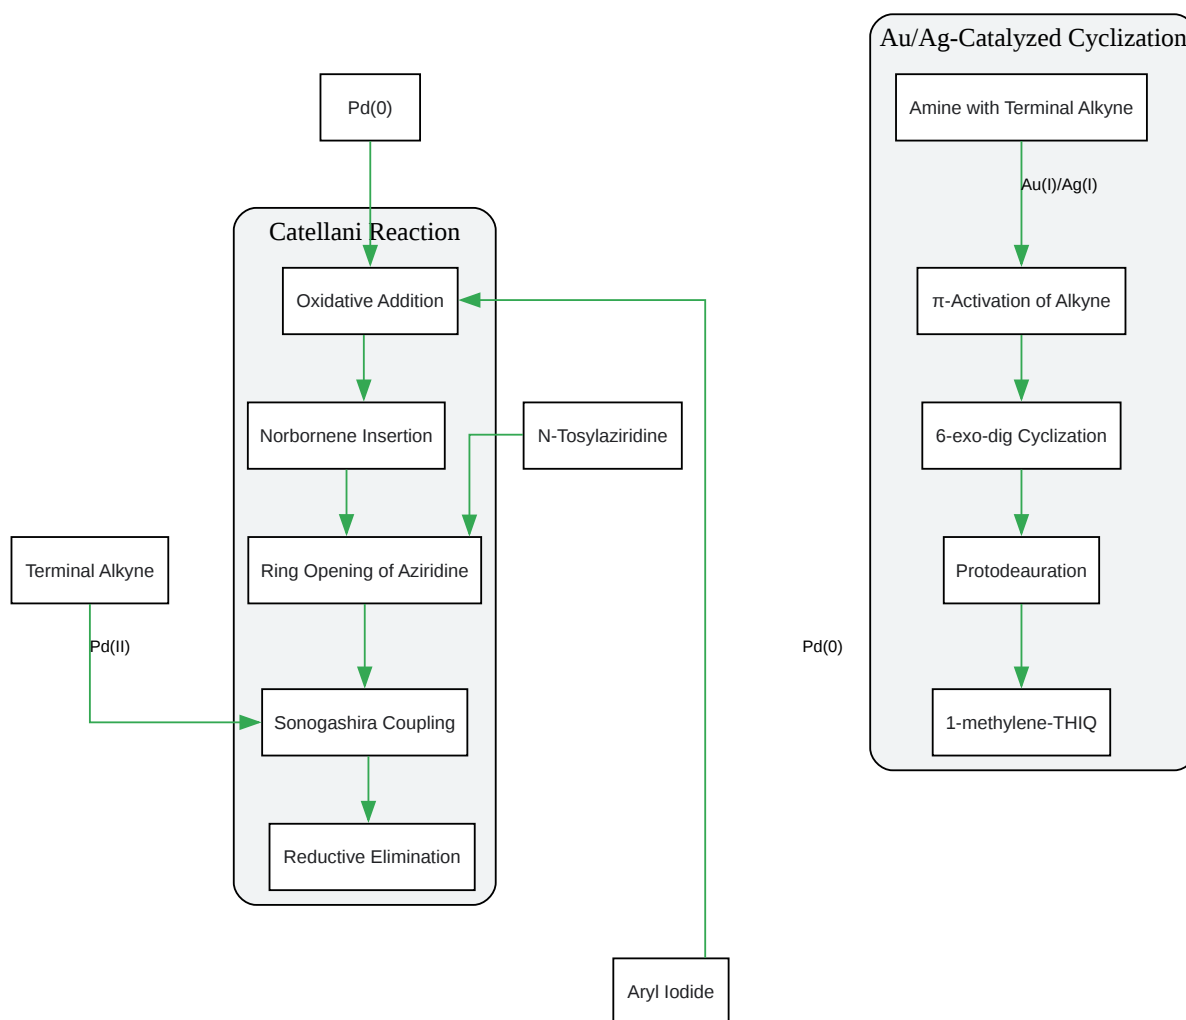 Au/Ag-Catalyzed Cyclization
Pd(0)
Amine with Terminal Alkyne
Au(I)/Ag(I)
Catellani Reaction
Oxidative Addition
π-Activation of Alkyne
Norbornene Insertion
N-Tosylaziridine
6-exo-dig Cyclization
Terminal Alkyne
Ring Opening of Aziridine
Protodeauration
Pd(II)
Pd(0)
Sonogashira Coupling
1-methylene-THIQ
Reductive Elimination
Aryl Iodide